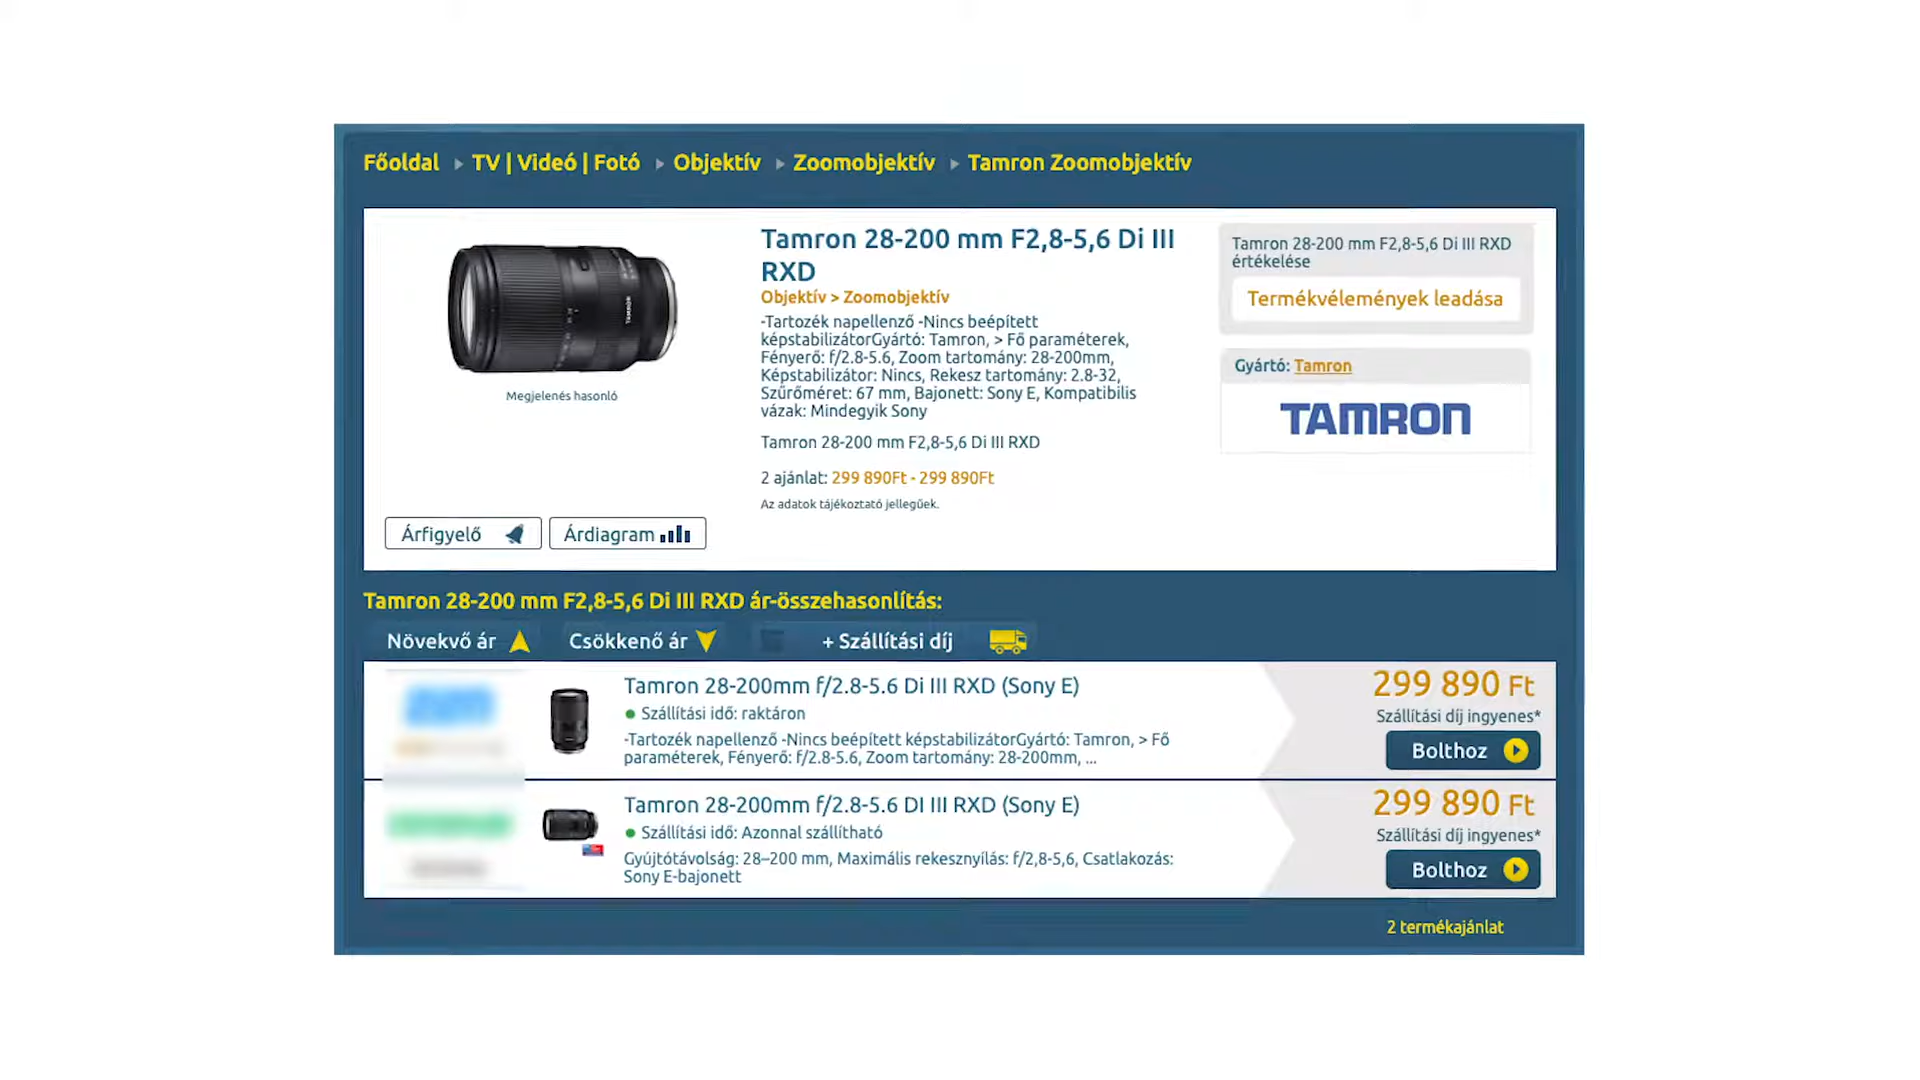 Főoldal TV | Videó | Fotó Objektív Zoomobjektív Tamron Zoomobjektív
Tamron 28-200 mm F2,8-5,6 Di III
RXD
Objektív > Zoomobjektív
-Tartozék napellenző -Nincs beépített
képstabilizátorGyártó: Tamron, > Fő paraméterek,
Fényerő: f/2.8-5.6, Zoom tartomány: 28-200mm,
Képstabilizátor: Nincs, Rekesz tartomány: 2.8-32,
Szűrőméret: 67 mm, Bajonett: Sony E, Kompatibilis
vázak: Mindegyik Sony
Tamron 28-200 mm F2,8-5,6 Di III RXD
2 ajánlat: 299 890Ft - 299 890Ft
Az adatok tájékoztató jellegűek.
TAMRON
Megjelenés hasonló
Árfigyelő
Árdiagram
Tamron 28-200 mm F2,8-5,6 Di III RXD
értékelése
Termékvélemények leadása
Gyártó: Tamron
TAMRON
Tamron 28-200 mm F2,8-5,6 Di III RXD ár-összehasonlítás:
Növekvő ár Csökkenő ár + Szállítási díj
Tamron 28-200mm f/2.8-5.6 Di III RXD (Sony E)
Szállítási idő: raktáron
-Tartozék napellenző -Nincs beépített képstabilizátorGyártó: Tamron, > Fő
paraméterek, Fényerő: f/2.8-5.6, Zoom tartomány: 28-200mm, ...
299 890 Ft
Szállítási díj ingyenes*
Bolthoz
Tamron 28-200mm f/2.8-5.6 DI III RXD (Sony E)
Szállítási idő: Azonnal szállítható
Gyújtótávolság: 28–200 mm, Maximális rekesznyílás: f/2,8-5,6, Csatlakozás:
Sony E-bajonett
299 890 Ft
Szállítási díj ingyenes*
Bolthoz
2 termékajánlat